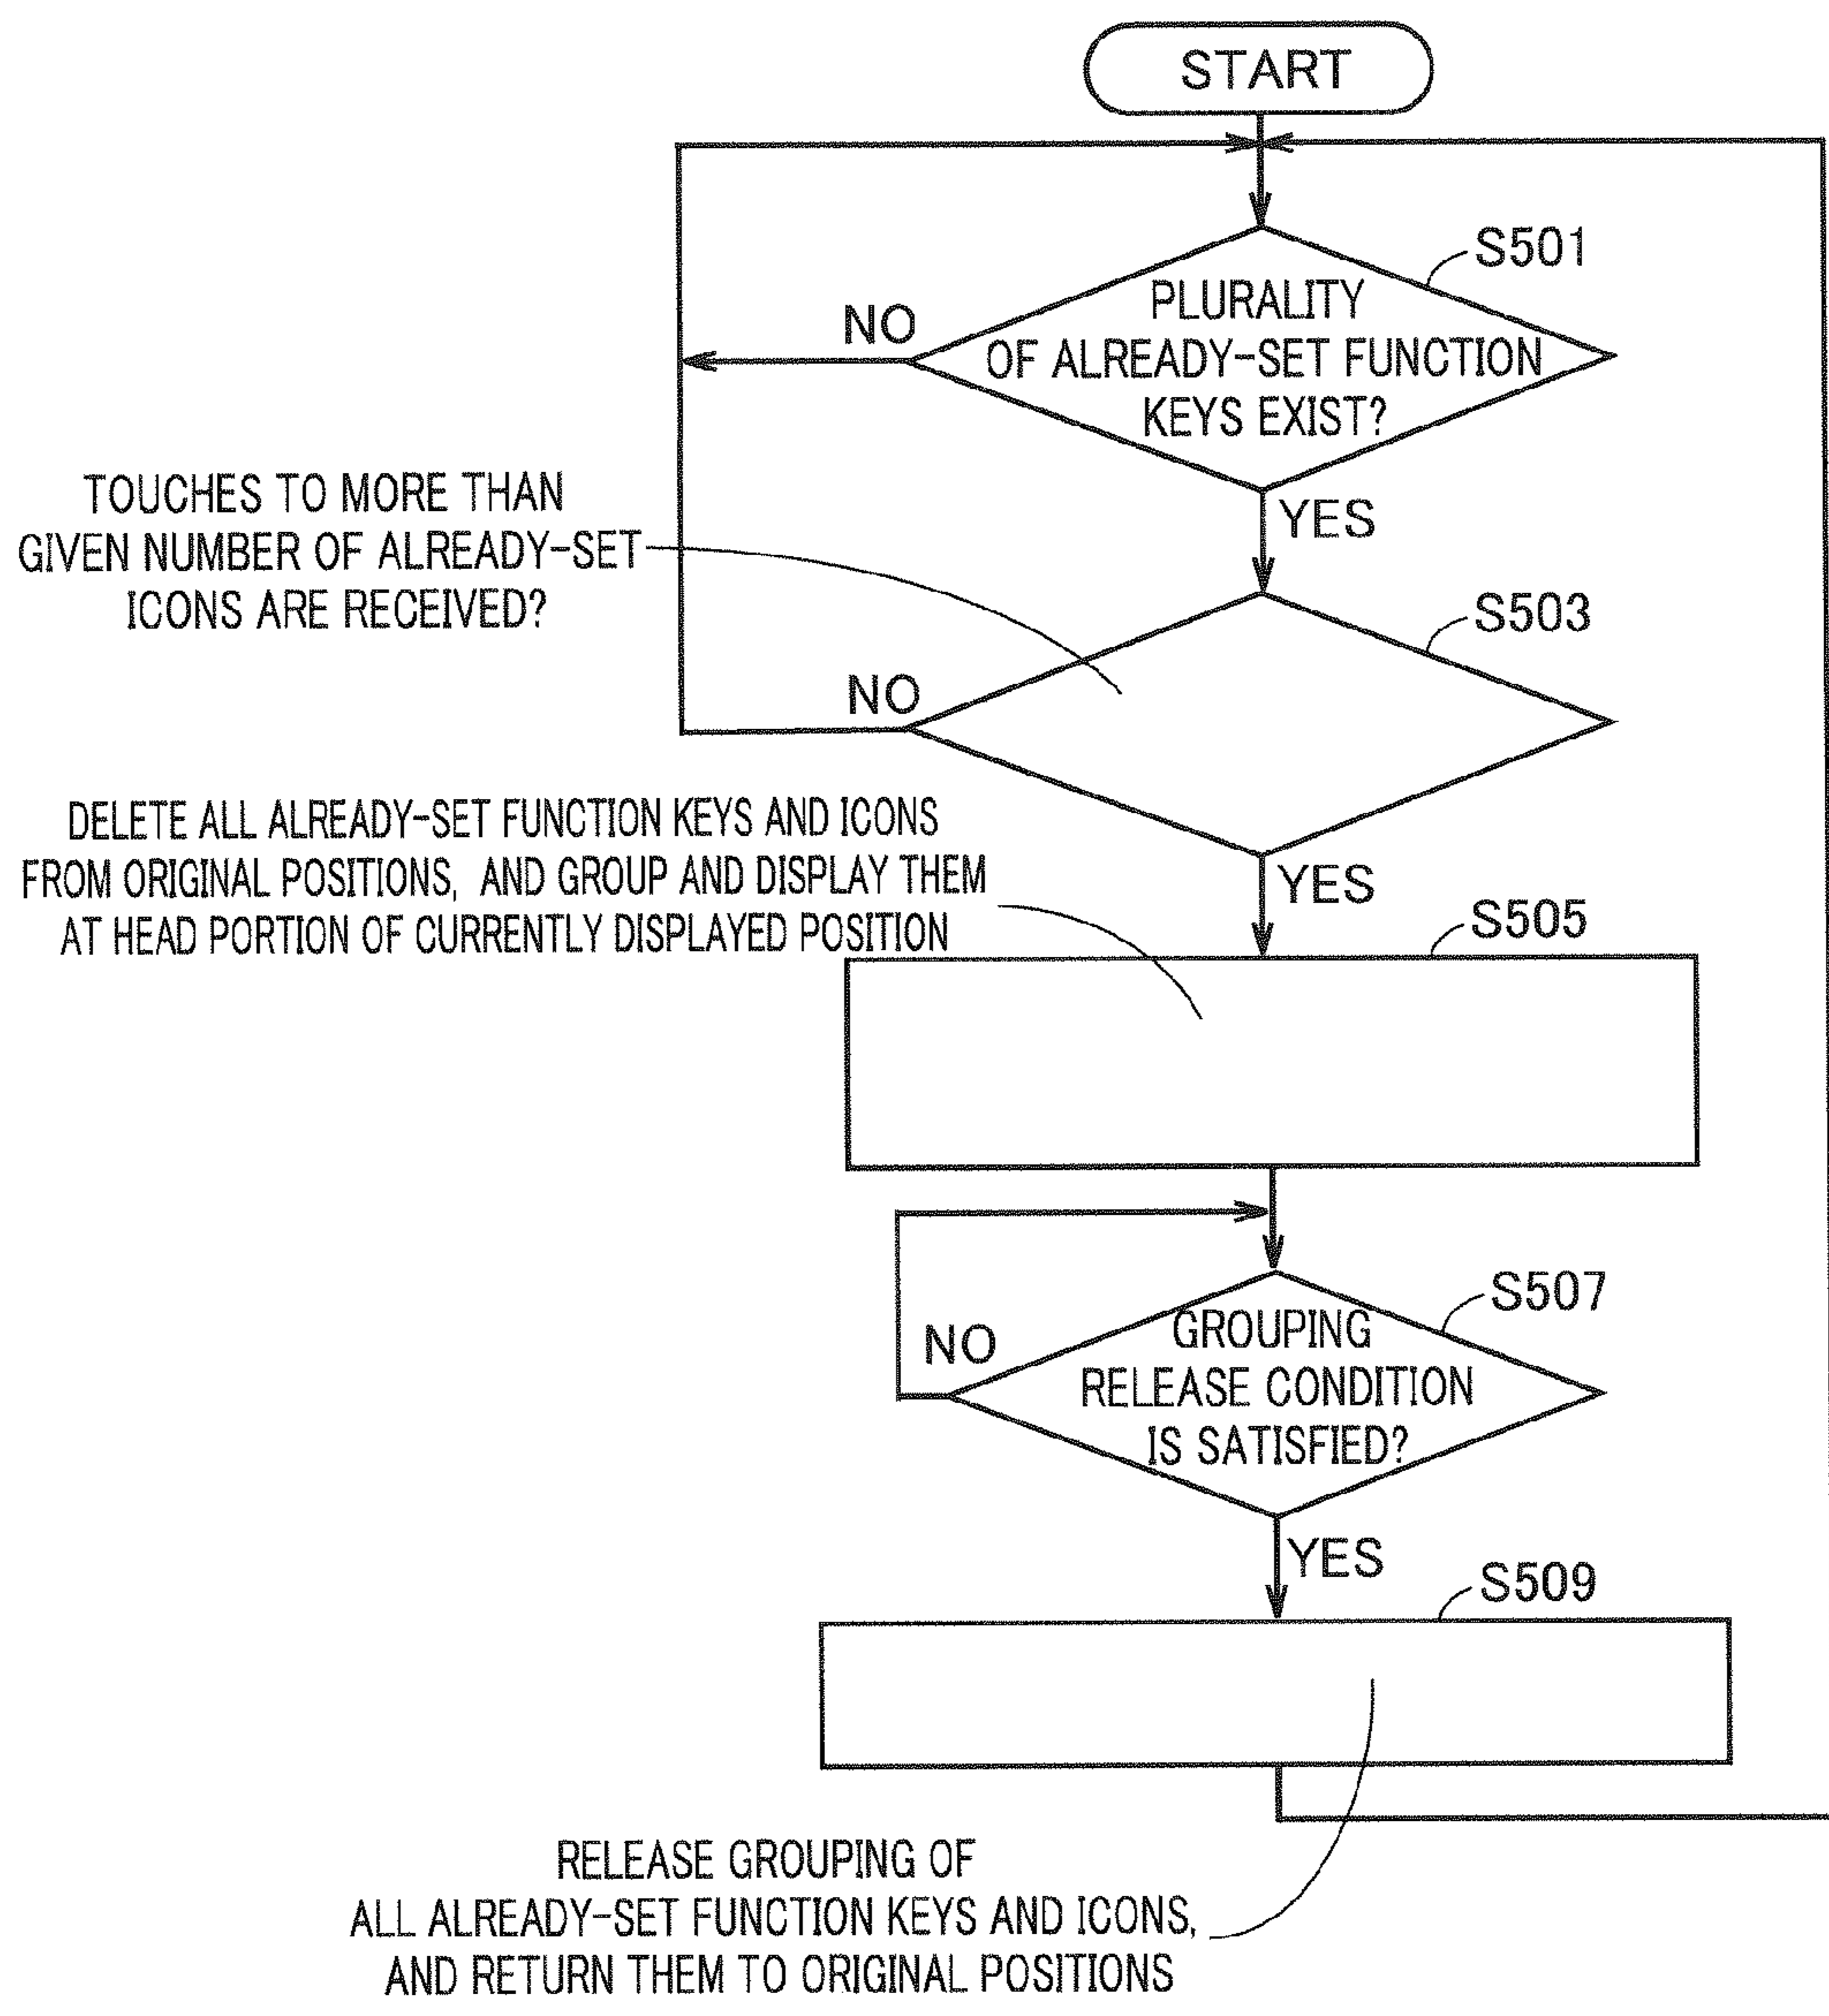 START
S501
PLURALITY
OF ALREADY-SET FUNCTION
KEYS EXIST?
NO
YES
TOUCHES TO MORE THAN
GIVEN NUMBER OF ALREADY-SET
ICONS ARE RECEIVED?
S503
NO
YES
DELETE ALL ALREADY-SET FUNCTION KEYS AND ICONS
FROM ORIGINAL POSITIONS, AND GROUP AND DISPLAY THEM
AT HEAD PORTION OF CURRENTLY DISPLAYED POSITION
S505
S507
GROUPING
RELEASE CONDITION
IS SATISFIED?
NO
YES
S509
RELEASE GROUPING OF
ALL ALREADY-SET FUNCTION KEYS AND ICONS,
AND RETURN THEM TO ORIGINAL POSITIONS